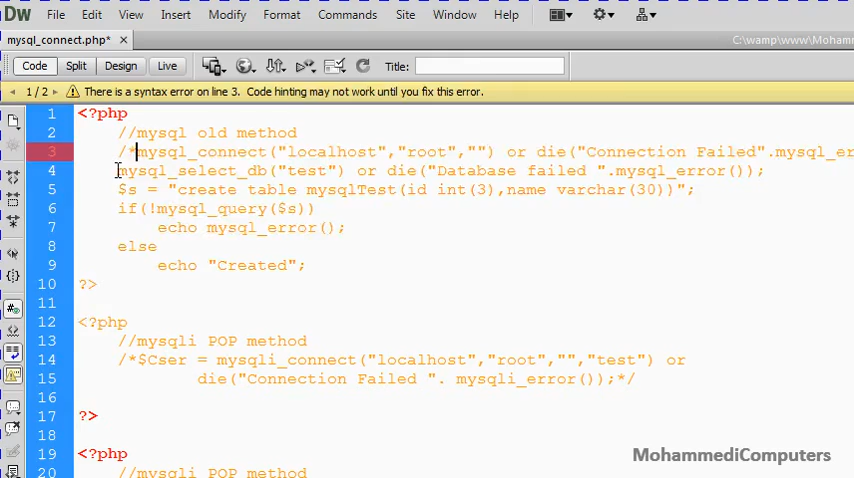 Dw File Edit View Insert Modify Format Commands Site Window Help
mysql_connect.php* × C:\wamp\www\Mohamm
Code Split Design Live Title:
1 / 2 There is a syntax error on line 3. Code hinting may not work until you fix this error.
1 <?php
2 //mysql old method
3 /*mysql_connect("localhost","root","") or die("Connection Failed".mysql_er
4 mysql_select_db("test") or die("Database failed ".mysql_error());
5 $s = "create table mysqlTest(id int(3),name varchar(30))";
6 if(!mysql_query($s))
7 echo mysql_error();
8 else
9 echo "Created";
10 ?>
11
12 <?php
13 //mysqli POP method
14 /*$Cser = mysqli_connect("localhost","root","","test") or
15 die("Connection Failed ". mysqli_error());*/
16
17 ?>
18
19 <?php
20 //mysqli POP method
MohammediComputers